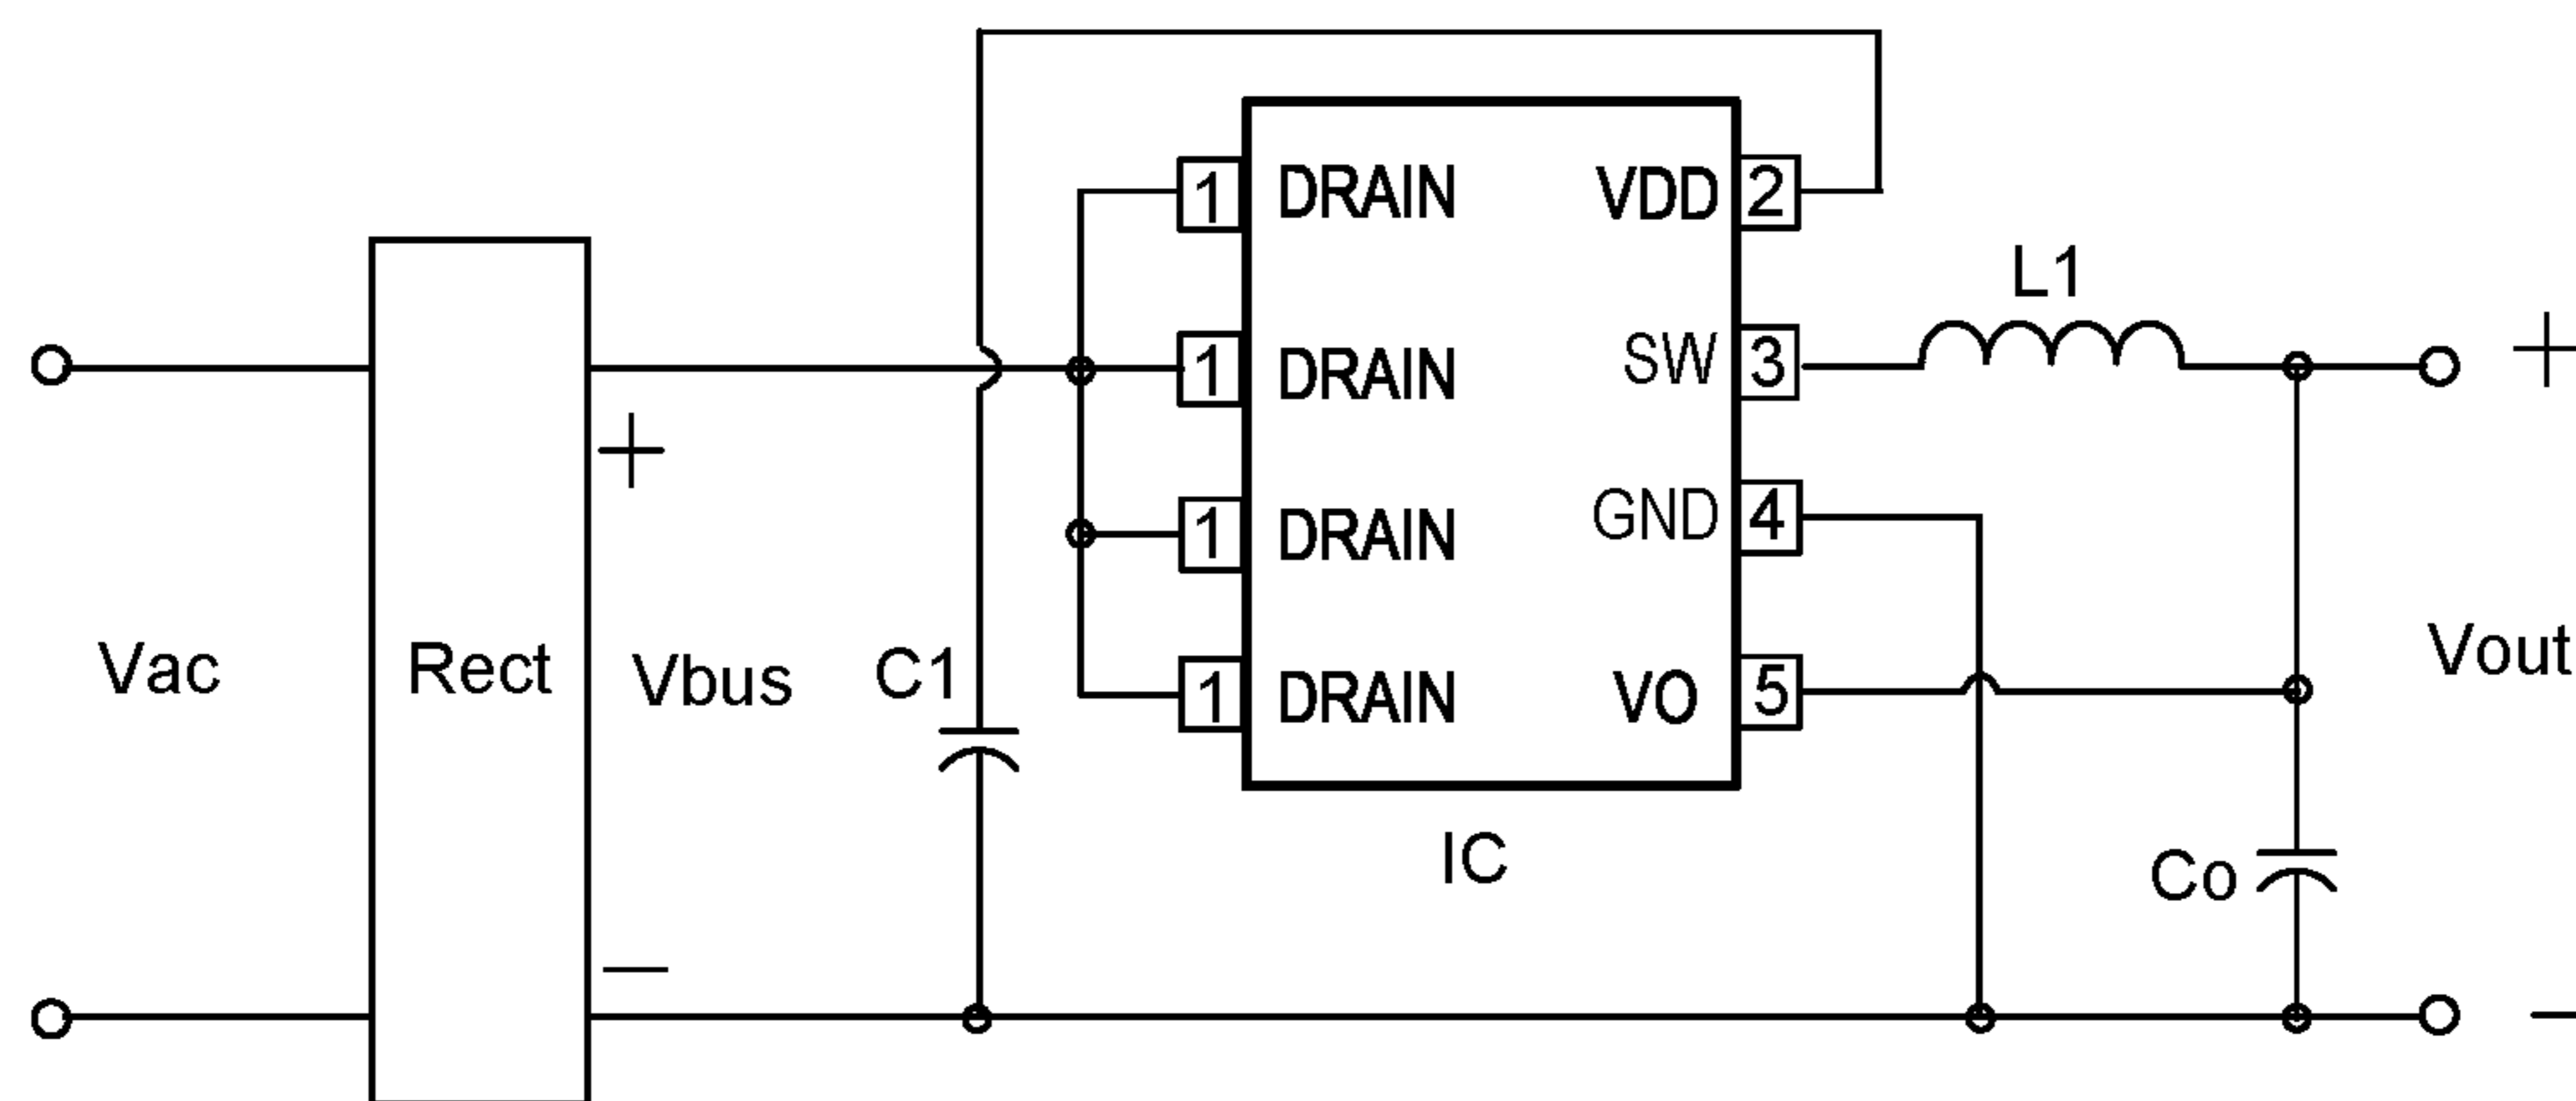 1 DRAIN VDD 2
L1
1 DRAIN SW 3
+
+
1 DRAIN GND 4
Vac Rect Vbus C1 1 DRAIN VO 5 Vout
IC Co
—
—